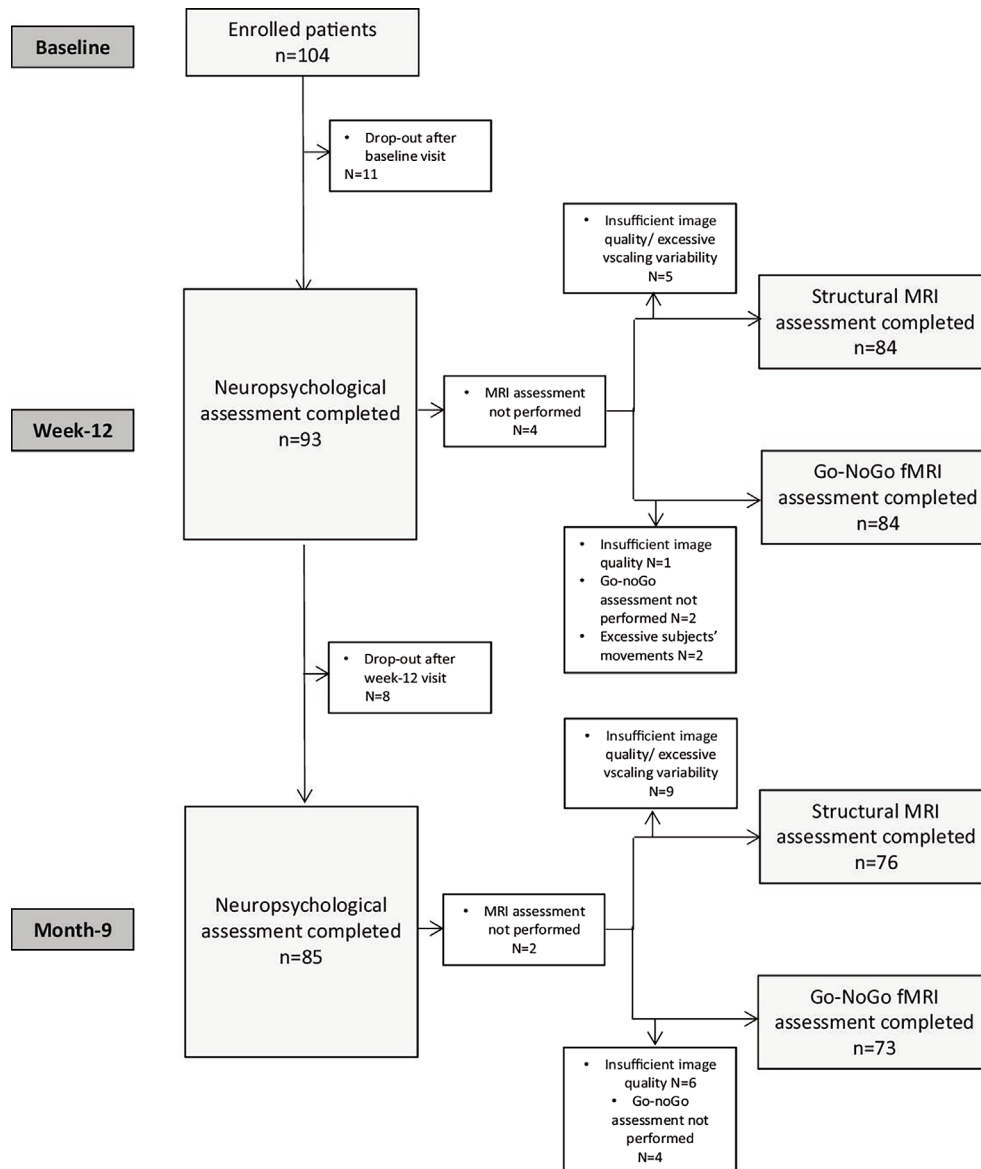 Baseline
Enrolled patients
n=104
• Drop-out after
baseline visit
N=11
• Insufficient image
quality/ excessive
vscaling variability
N=5
Structural MRI
assessment completed
n=84
Week-12
Neuropsychological
assessment completed
n=93
• MRI assessment
not performed
N=4
Go-NoGo fMRI
assessment completed
n=84
• Insufficient image
quality N=1
• Go-noGo
assessment not
performed N=2
• Excessive subjects'
movements N=2
• Drop-out after
week-12 visit
N=8
• Insufficient image
quality/ excessive
vscaling variability
N=9
Structural MRI
assessment completed
n=76
Month-9
Neuropsychological
assessment completed
n=85
• MRI assessment
not performed
N=2
Go-NoGo fMRI
assessment completed
n=73
• Insufficient image
quality N=6
• Go-noGo
assessment not
performed
N=4